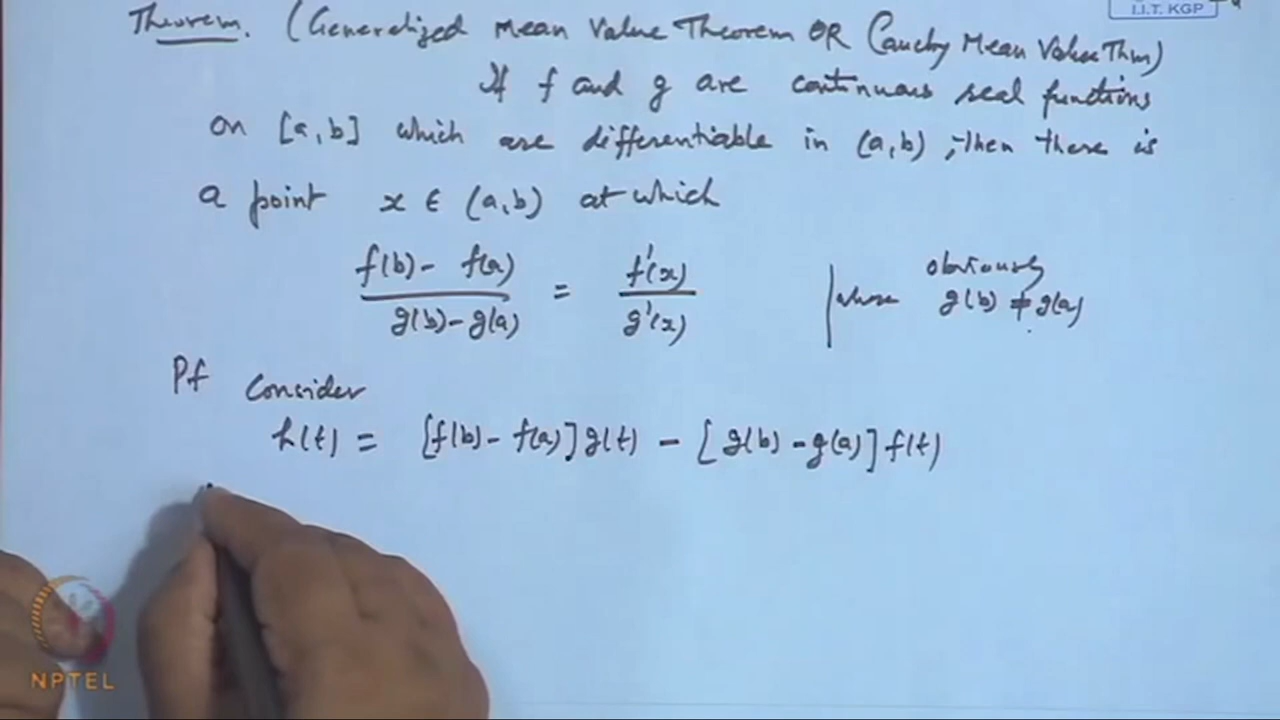 I.I.T. KGP
Theorem. (Generalized Mean Value Theorem OR Cauchy Mean Value Thm)
If f and g are continuous real functions
on [a,b] which are differentiable in (a,b), then there is
a point x ∈ (a,b) at which
f(b) - f(a) / g(b) - g(a) = f'(x) / g'(x) | where obviously g(b) ≠ g(a)
Pf Consider
h(t) = [f(b) - f(a)] g(t) - [g(b) - g(a)] f(t)
NPTEL